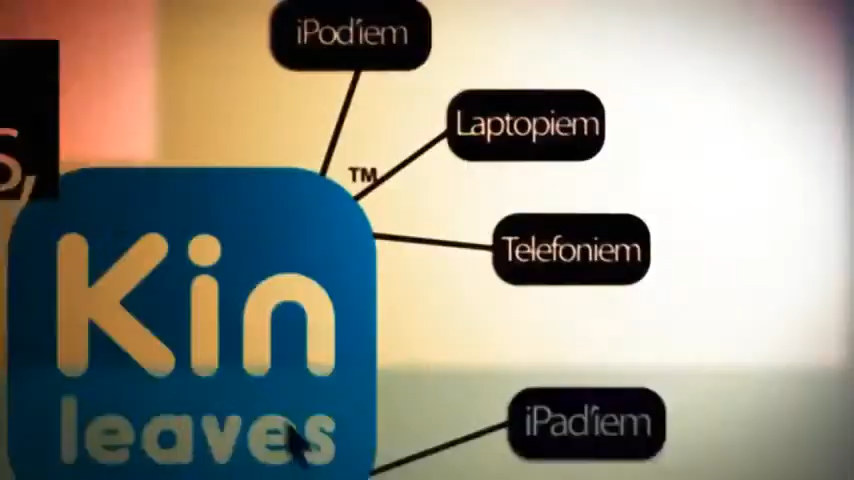 iPod'iem
Laptopiem
s,
TM
Telefoniem
Kin
leaves
iPad'iem